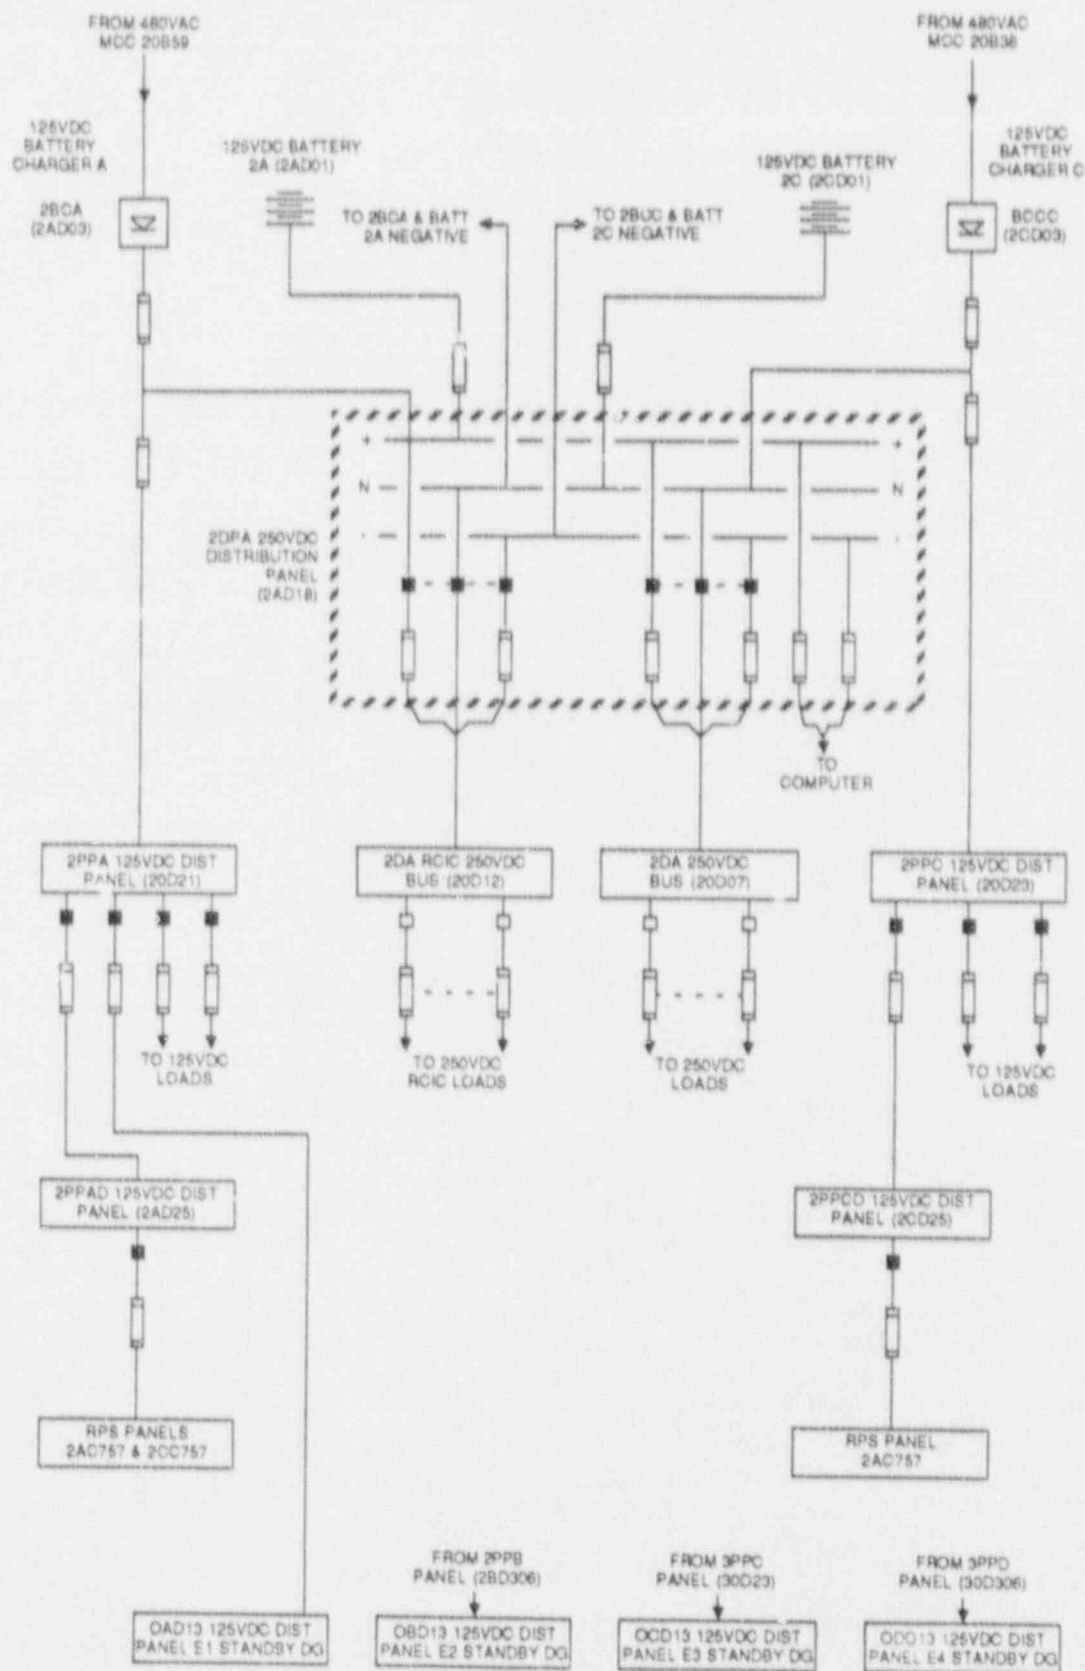 FROM 480VAC
MCC 20B59
FROM 480VAC
MCC 20B38
125VDC
BATTERY
CHARGER A
125VDC BATTERY
2A (2AD01)
125VDC BATTERY
2C (2CD01)
125VDC
BATTERY
CHARGER C
2BCA
(2AD03)
TO 2BCA & BATT
2A NEGATIVE
TO 2BUC & BATT
2C NEGATIVE
BCCC
(2CD03)
+
+
N
N
-
-
2DPA 250VDC
DISTRIBUTION
PANEL
(2AD18)
TO
COMPUTER
2PPA 125VDC DIST
PANEL (20D21)
2DA RCIC 250VDC
BUS (20D12)
2DA 250VDC
BUS (20D07)
2PPC 125VDC DIST
PANEL (20D23)
TO 125VDC
LOADS
TO 250VDC
RCIC LOADS
TO 250VDC
LOADS
TO 125VDC
LOADS
2PPAD 125VDC DIST
PANEL (2AD25)
2PPCD 125VDC DIST
PANEL (2CD25)
RPS PANELS
2AC757 & 2CC757
RPS PANEL
2AC757
FROM 2PPB
PANEL (2BD306)
FROM 3PPC
PANEL (30D23)
FROM 3PPD
PANEL (30D306)
OAD13 125VDC DIST
PANEL E1 STANDBY DG
OBD13 125VDC DIST
PANEL E2 STANDBY DG
OCD13 125VDC DIST
PANEL E3 STANDBY DG
ODD13 125VDC DIST
PANEL E4 STANDBY DG